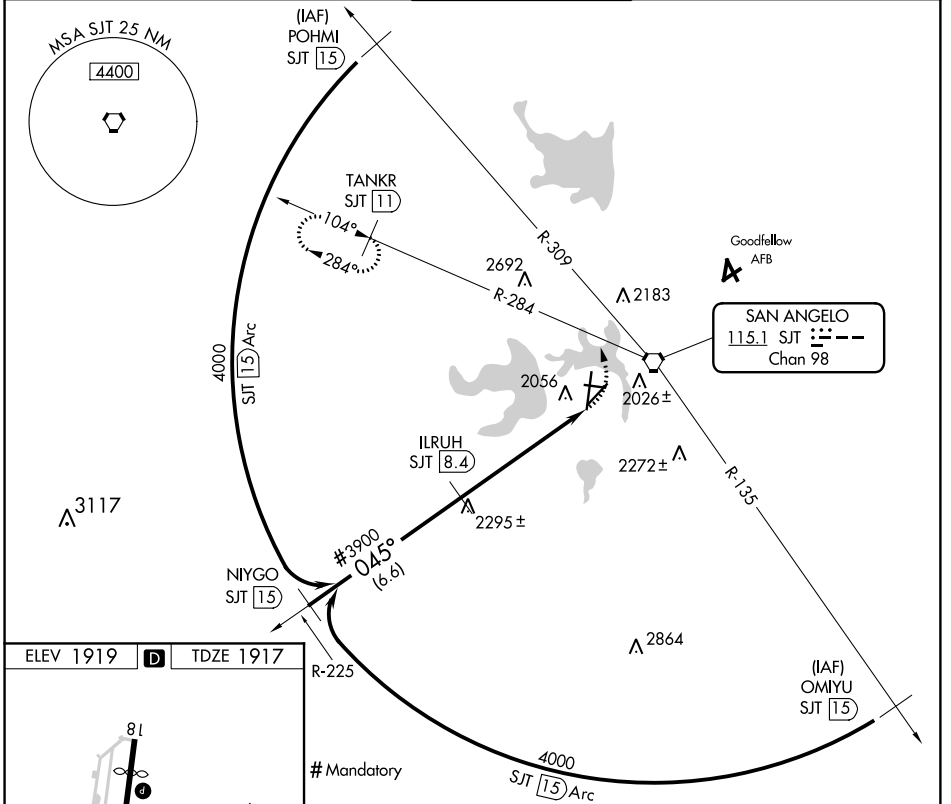 MSA SJT 25 NM
4400
(IAF)
POHMI
SJT 15
TANKR
SJT 11
104°
284°
R-309
R-284
2692
2183
Goodfellow
AFB
SAN ANGELO
115.1 SJT
Chan 98
4000
SJT 15 Arc
2056
2026±
ILRUH
SJT 8.4
2272±
R-135
3117
2295±
#3900
045°
(6.6)
NIYGO
SJT 15
R-225
2864
(IAF)
OMIYU
SJT 15
4000
SJT 15 Arc
ELEV 1919 D TDZE 1917
18
P
# Mandatory